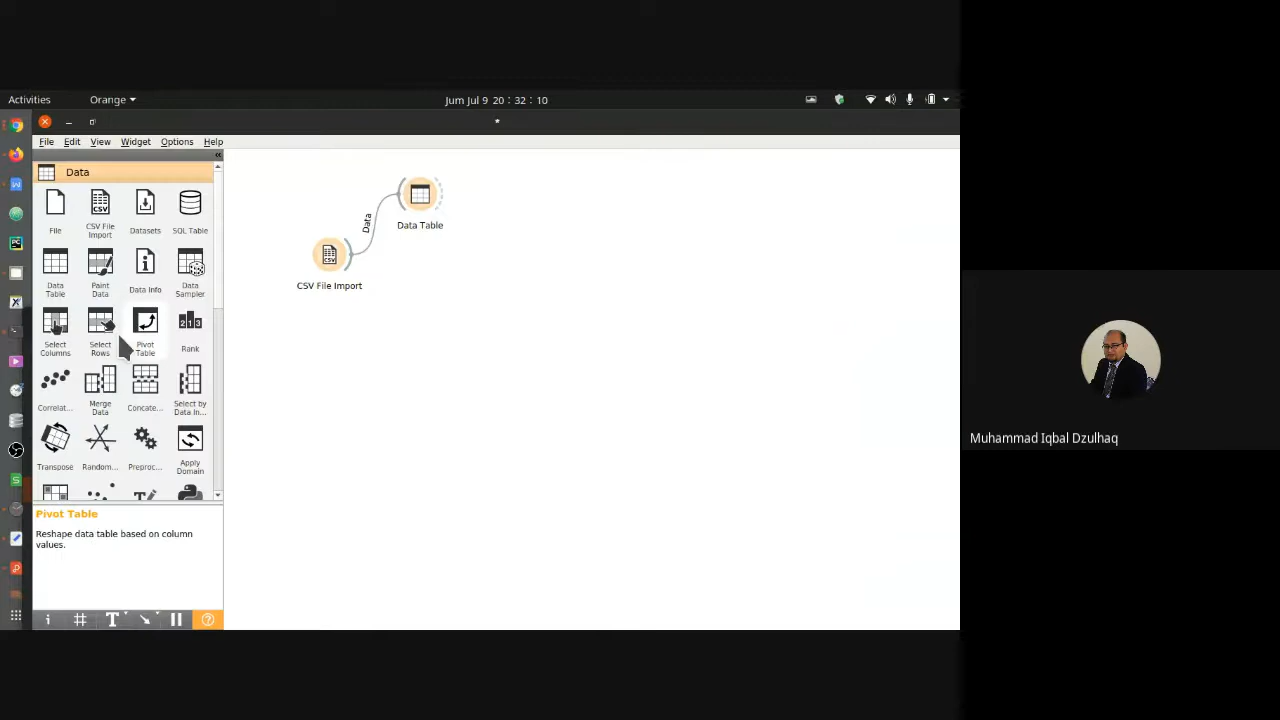 Activities
Orange
Jum Jul 9 20:32:10
*
File Edit View Widget Options Help
Data
File
CSV File Import
Datasets
SQL Table
Data Table
Paint Data
Data Info
Data Sampler
Select Columns
Select Rows
Pivot Table
Rank
Correlat...
Merge Data
Concate...
Select by Data In...
Transpose
Random...
Preproc...
Apply Domain
Pivot Table
Reshape data table based on column
values.
Data
Data Table
CSV
CSV File Import
Muhammad Iqbal Dzulhaq